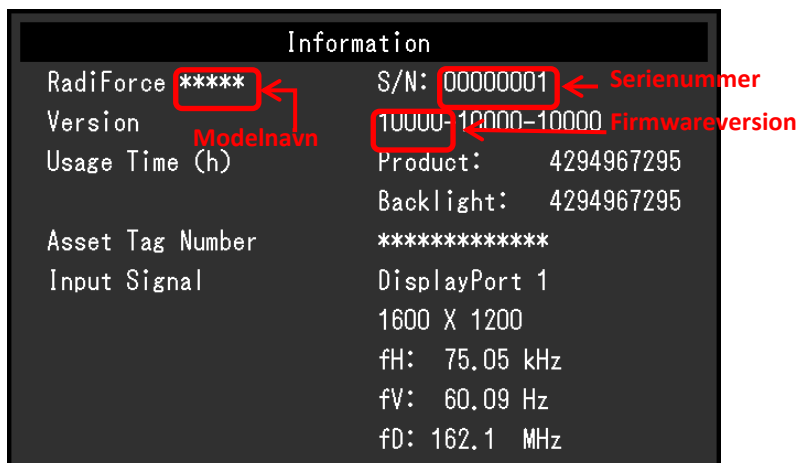 Information
RadiForce ***** S/N: 00000001 Serienummer
Version 10000-10000-10000 Firmwareversion
Modelnavn
Usage Time (h) Product: 4294967295
Backlight: 4294967295
Asset Tag Number *************
Input Signal DisplayPort 1
1600 X 1200
fH: 75.05 kHz
fV: 60.09 Hz
fD: 162.1 MHz